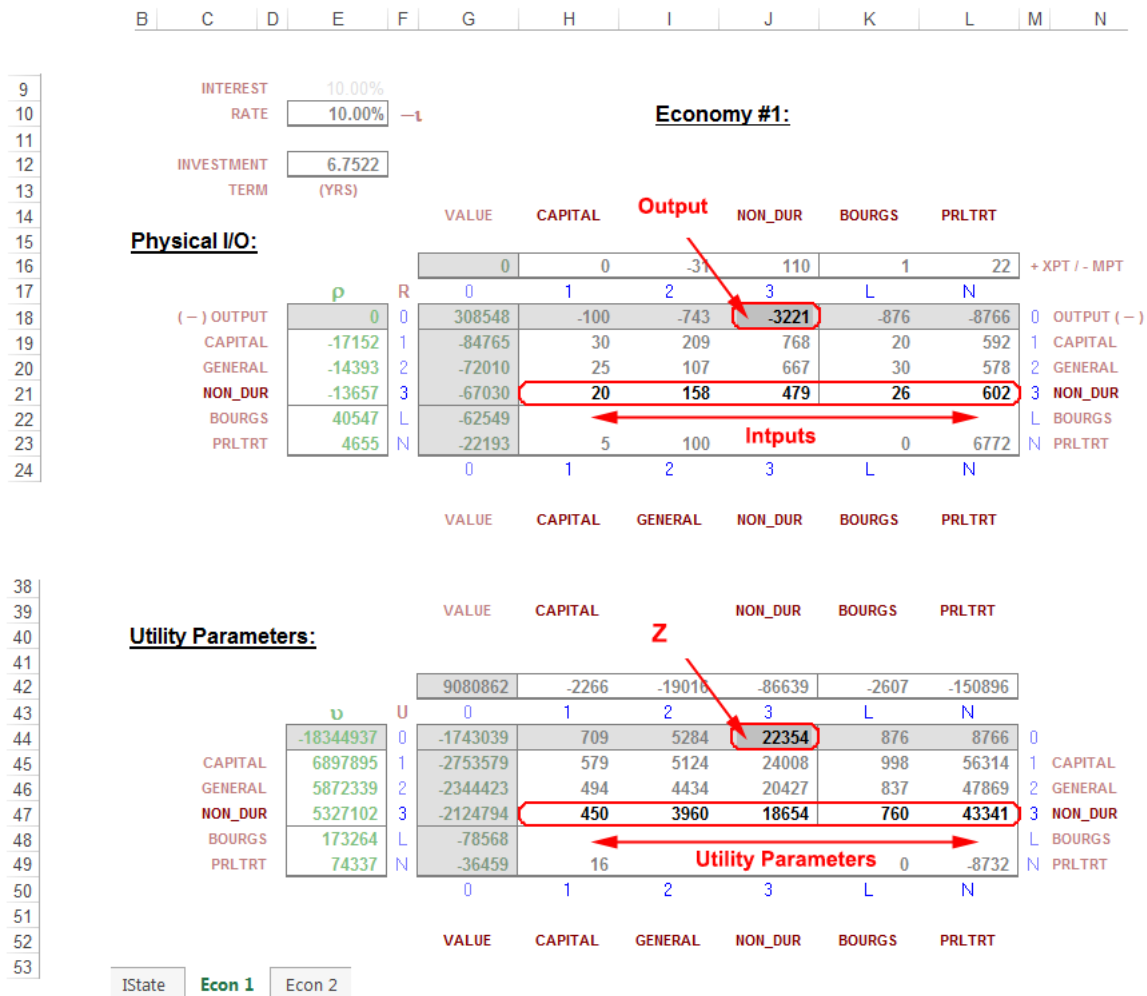 B C D E F G H I J K L M N
9 INTEREST 10.00%
10 RATE 10.00% —ι Economy #1:
11
12 INVESTMENT 6.7522
13 TERM (YRS)
14 VALUE CAPITAL Output NON_DUR BOURGS PRLTRT
15 Physical I/O:
16 0 0 -31 110 1 22 + XPT / - MPT
17 ρ R 0 1 2 3 L N
18 ( — ) OUTPUT 0 0 308548 -100 -743 -3221 -876 -8766 0 OUTPUT ( — )
19 CAPITAL -17152 1 -84765 30 209 768 20 592 1 CAPITAL
20 GENERAL -14393 2 -72010 25 107 667 30 578 2 GENERAL
21 NON_DUR -13657 3 -67030 20 158 479 26 602 3 NON_DUR
22 BOURGS 40547 L -62549 L BOURGS
23 PRLTRT 4655 N -22193 5 100 Intputs 0 6772 N PRLTRT
24 0 1 2 3 L N
VALUE CAPITAL GENERAL NON_DUR BOURGS PRLTRT
38
39 VALUE CAPITAL NON_DUR BOURGS PRLTRT
40 Utility Parameters: Z
41
42 9080862 -2266 -19016 -86639 -2607 -150896
43 υ U 0 1 2 3 L N
44 -18344937 0 -1743039 709 5284 22354 876 8766 0
45 CAPITAL 6897895 1 -2753579 579 5124 24008 998 56314 1 CAPITAL
46 GENERAL 5872339 2 -2344423 494 4434 20427 837 47869 2 GENERAL
47 NON_DUR 5327102 3 -2124794 450 3960 18654 760 43341 3 NON_DUR
48 BOURGS 173264 L -78568 L BOURGS
49 PRLTRT 74337 N -36459 16 Utility Parameters 0 -8732 N PRLTRT
50 0 1 2 3 L N
51
52 VALUE CAPITAL GENERAL NON_DUR BOURGS PRLTRT
53
IState Econ 1 Econ 2